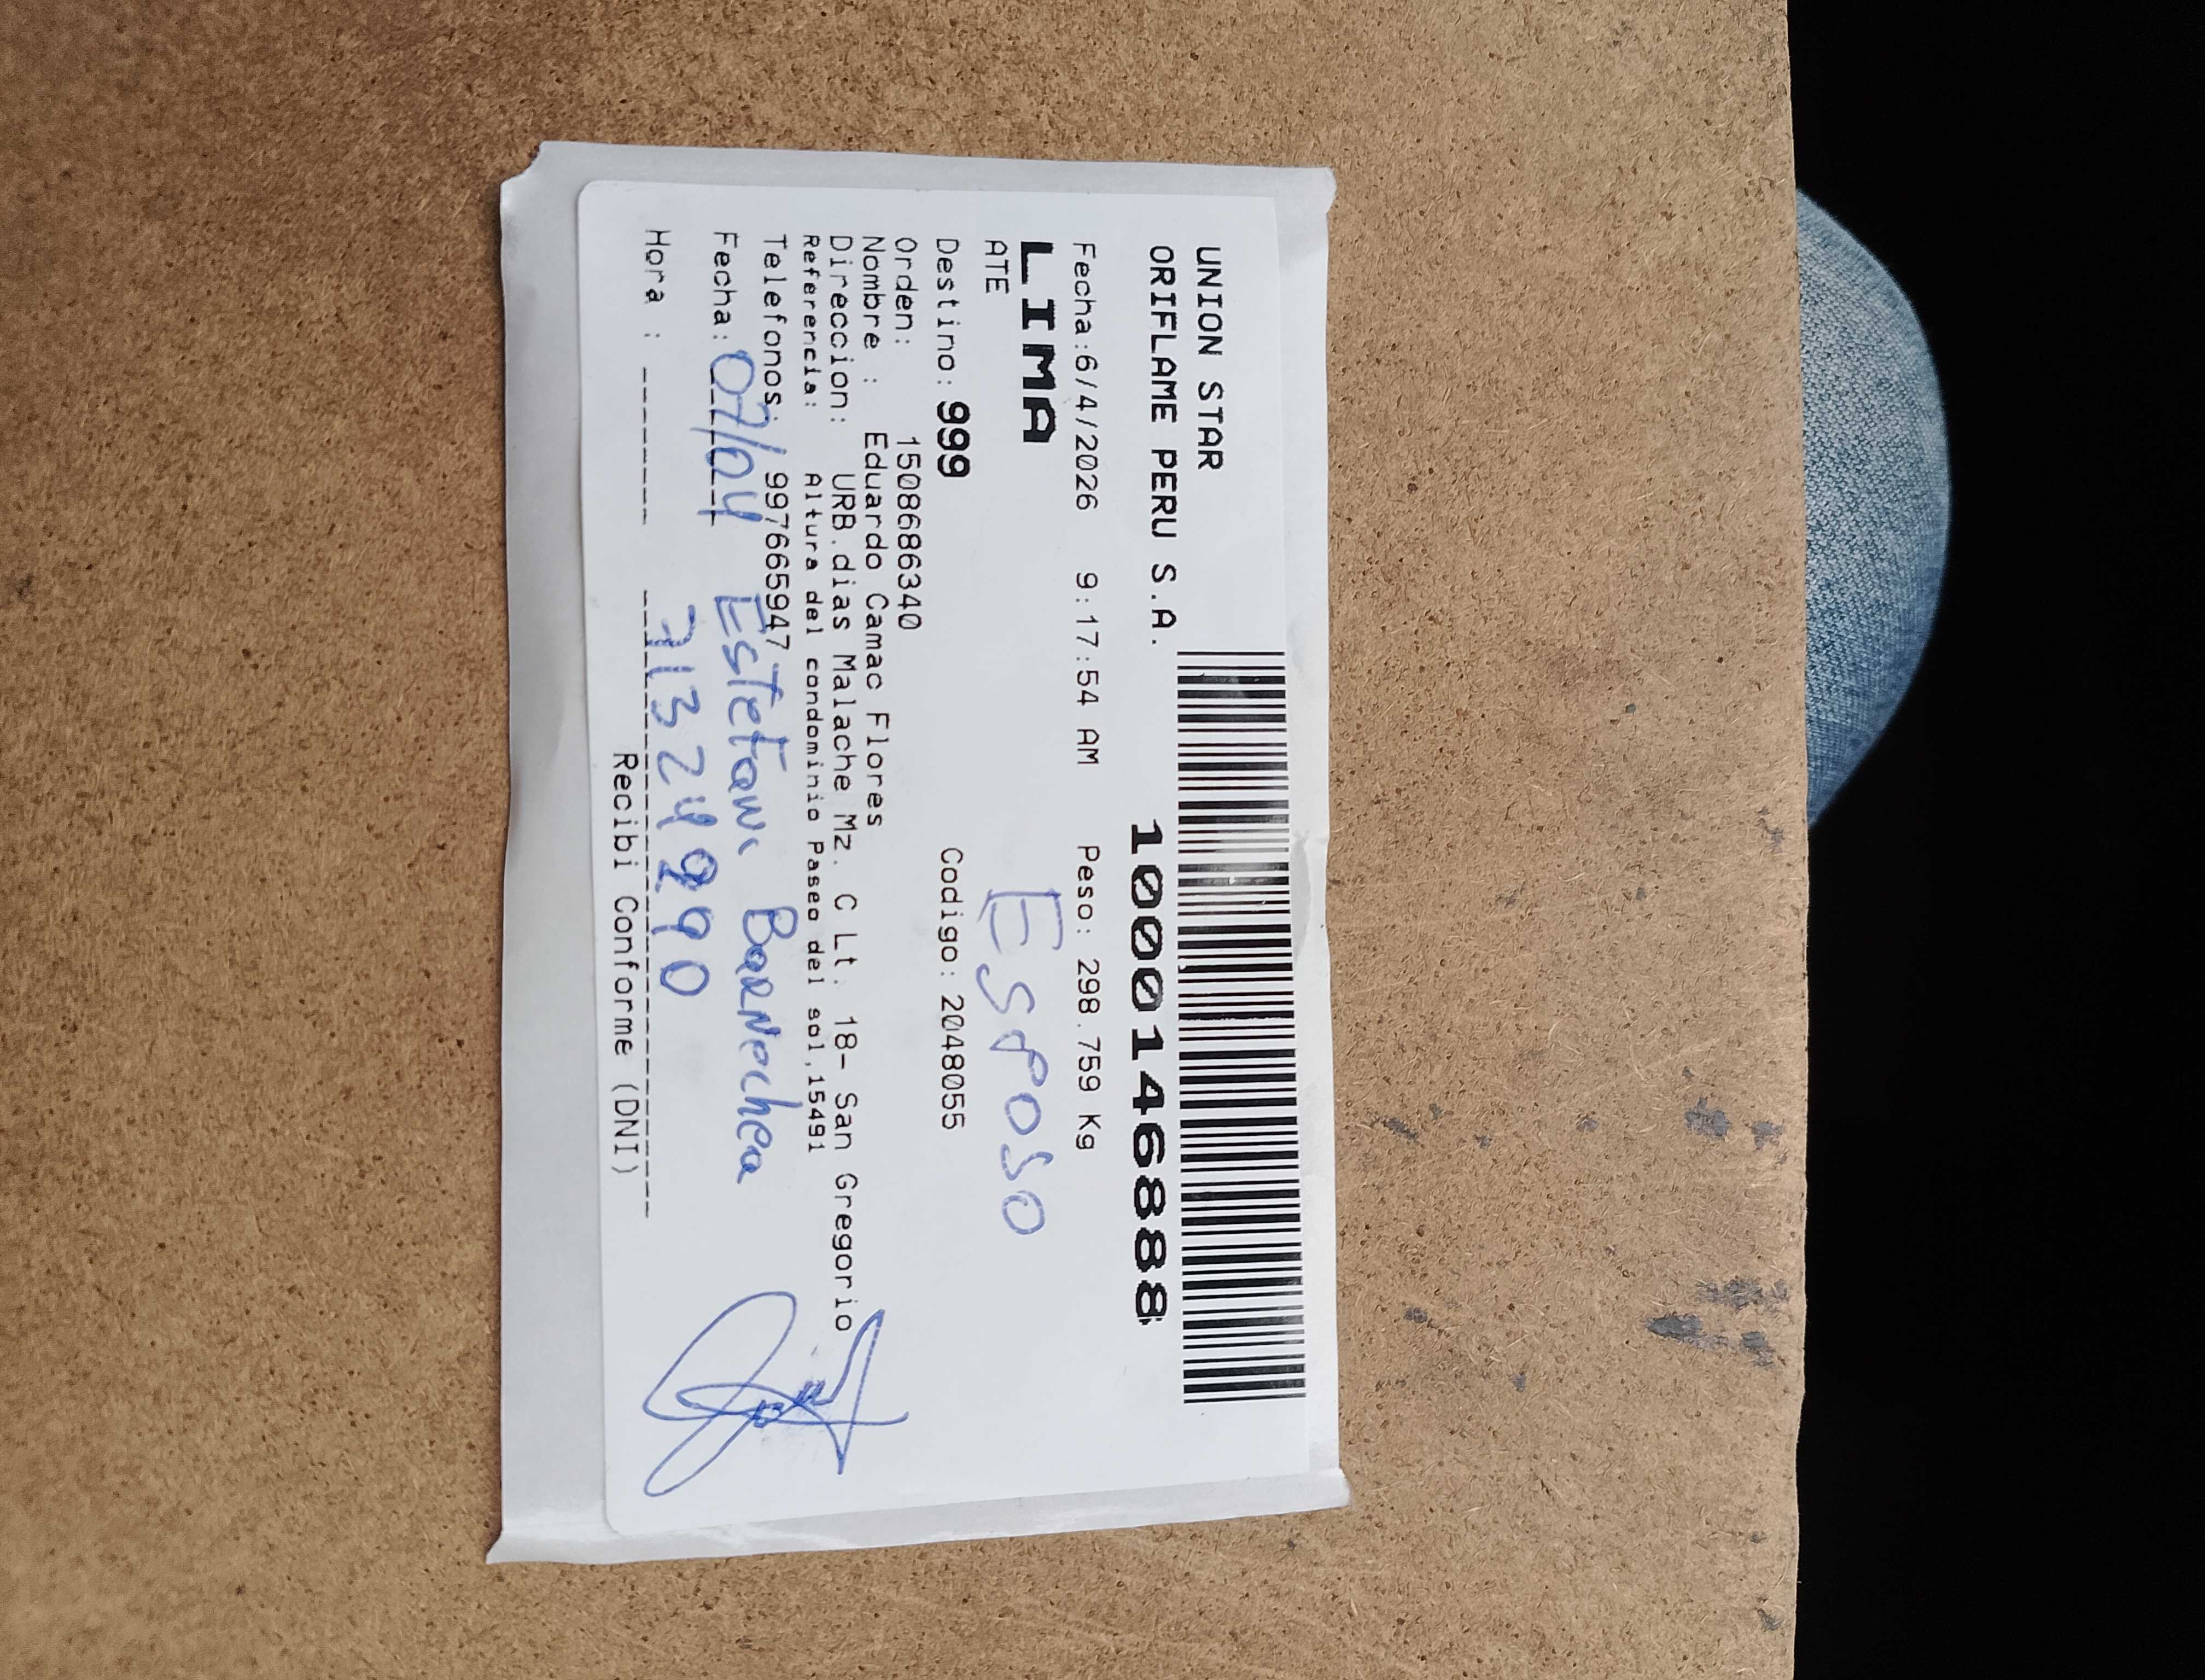 UNION STAR
ORIFLAME PERU S.A.
100001468888
Fecha:6/4/2026 9:17:54 AM Peso: 298.759 Kg
LIMA
ATE
ESPOSO
Destino: 999 Codigo: 2048055
Orden: 1508686340
Nombre : Eduardo Camac Flores
Direccion: URB.dias Malache Mz. C Lt. 18- San Gregorio
Referencia: Altura del condominio Paseo del sol,15491
Telefonos: 997665947
Fecha: 07/04 Estefani Barnechea
Hora : ------- 
Recibi Conforme (DNI)